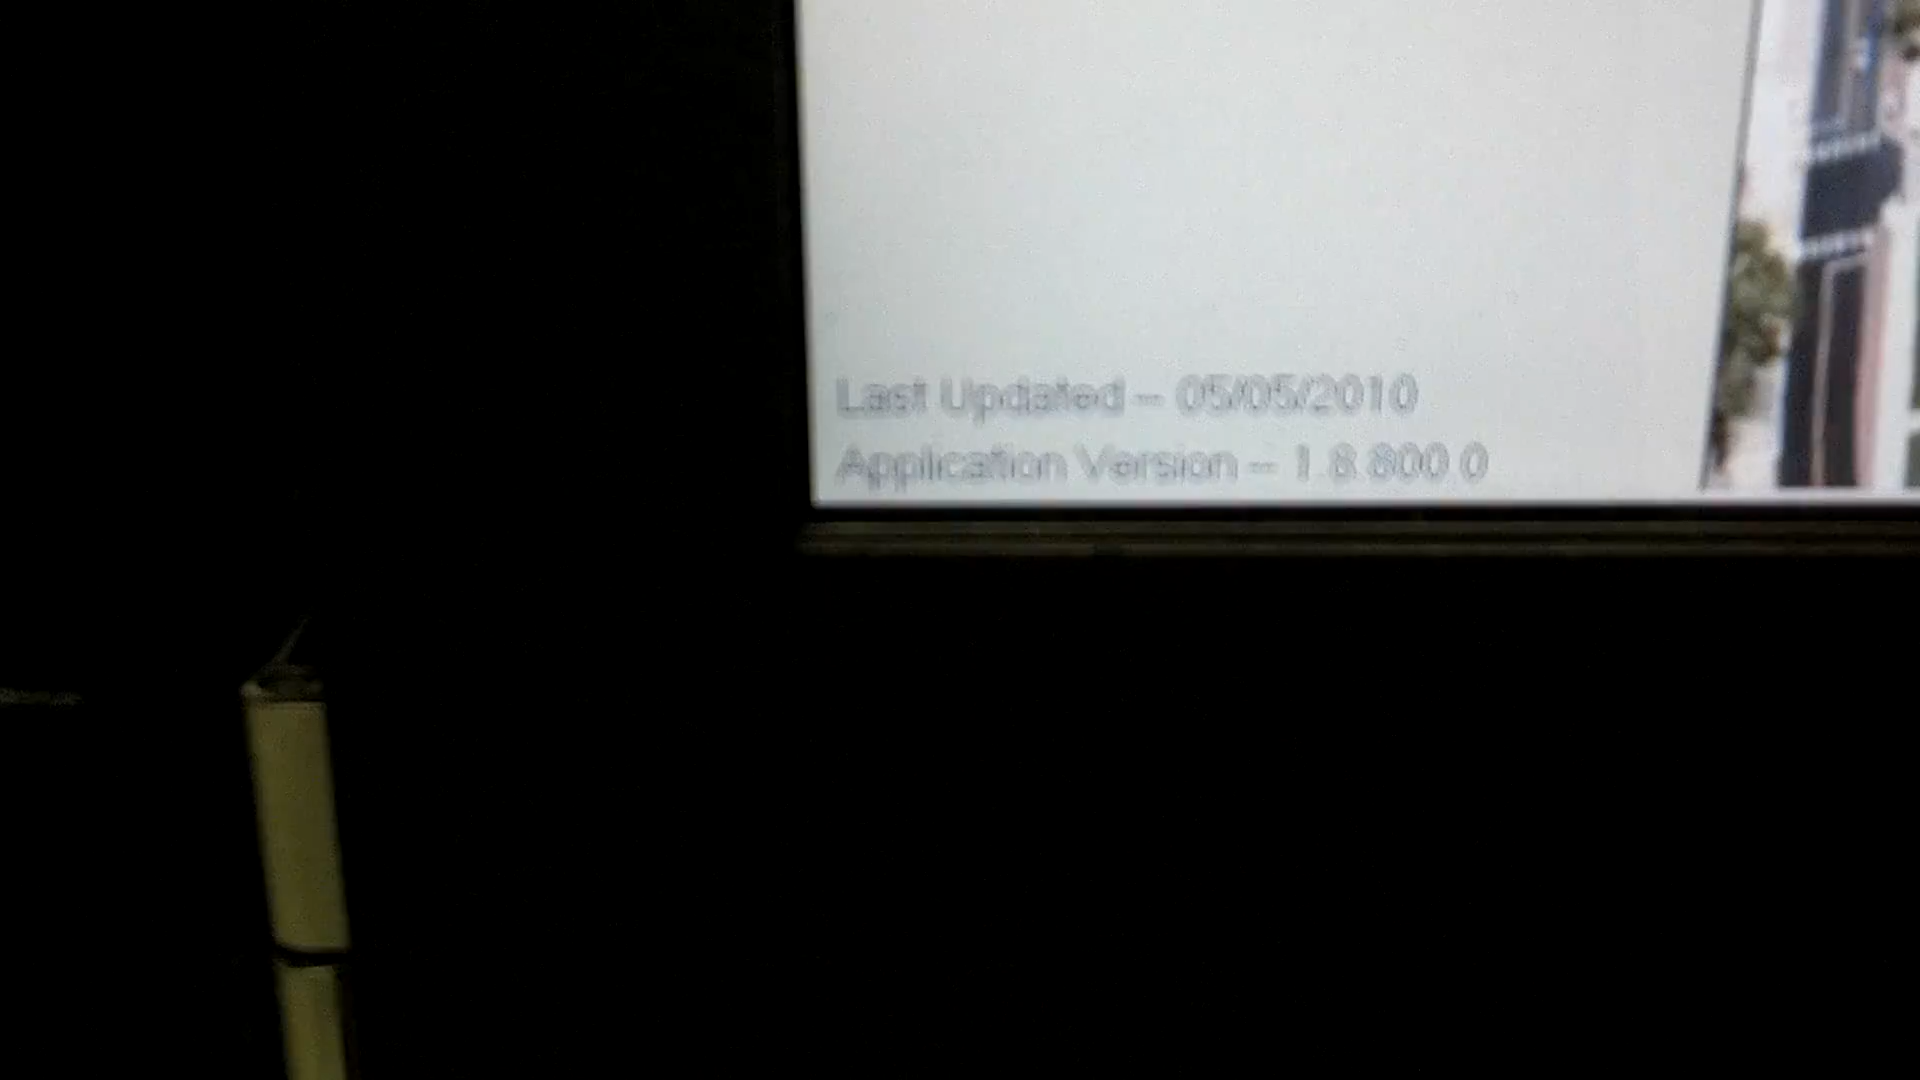 Last Updated – 05/05/2010
Application Version – 1.8.800.0